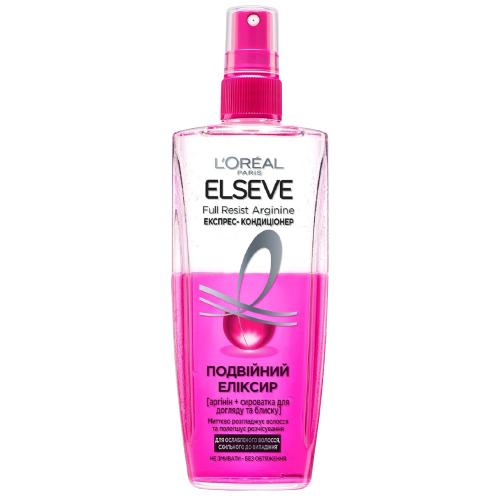 L'ORÉAL
PARIS
ELSEVE
Full Resist Arginine
ЕКСПРЕС-КОНДИЦІОНЕР
ПОДВІЙНИЙ
ЕЛІКСИР
[аргінін + сироватка для
догляду та блиску]
Миттєво розгладжує волосся
та полегшує розчісування
ДЛЯ ОСЛАБЛЕНОГО ВОЛОССЯ,
СХИЛЬНОГО ДО ВИПАДІННЯ
НЕ ЗМИВАТИ - БЕЗ ОБТЯЖЕННЯ